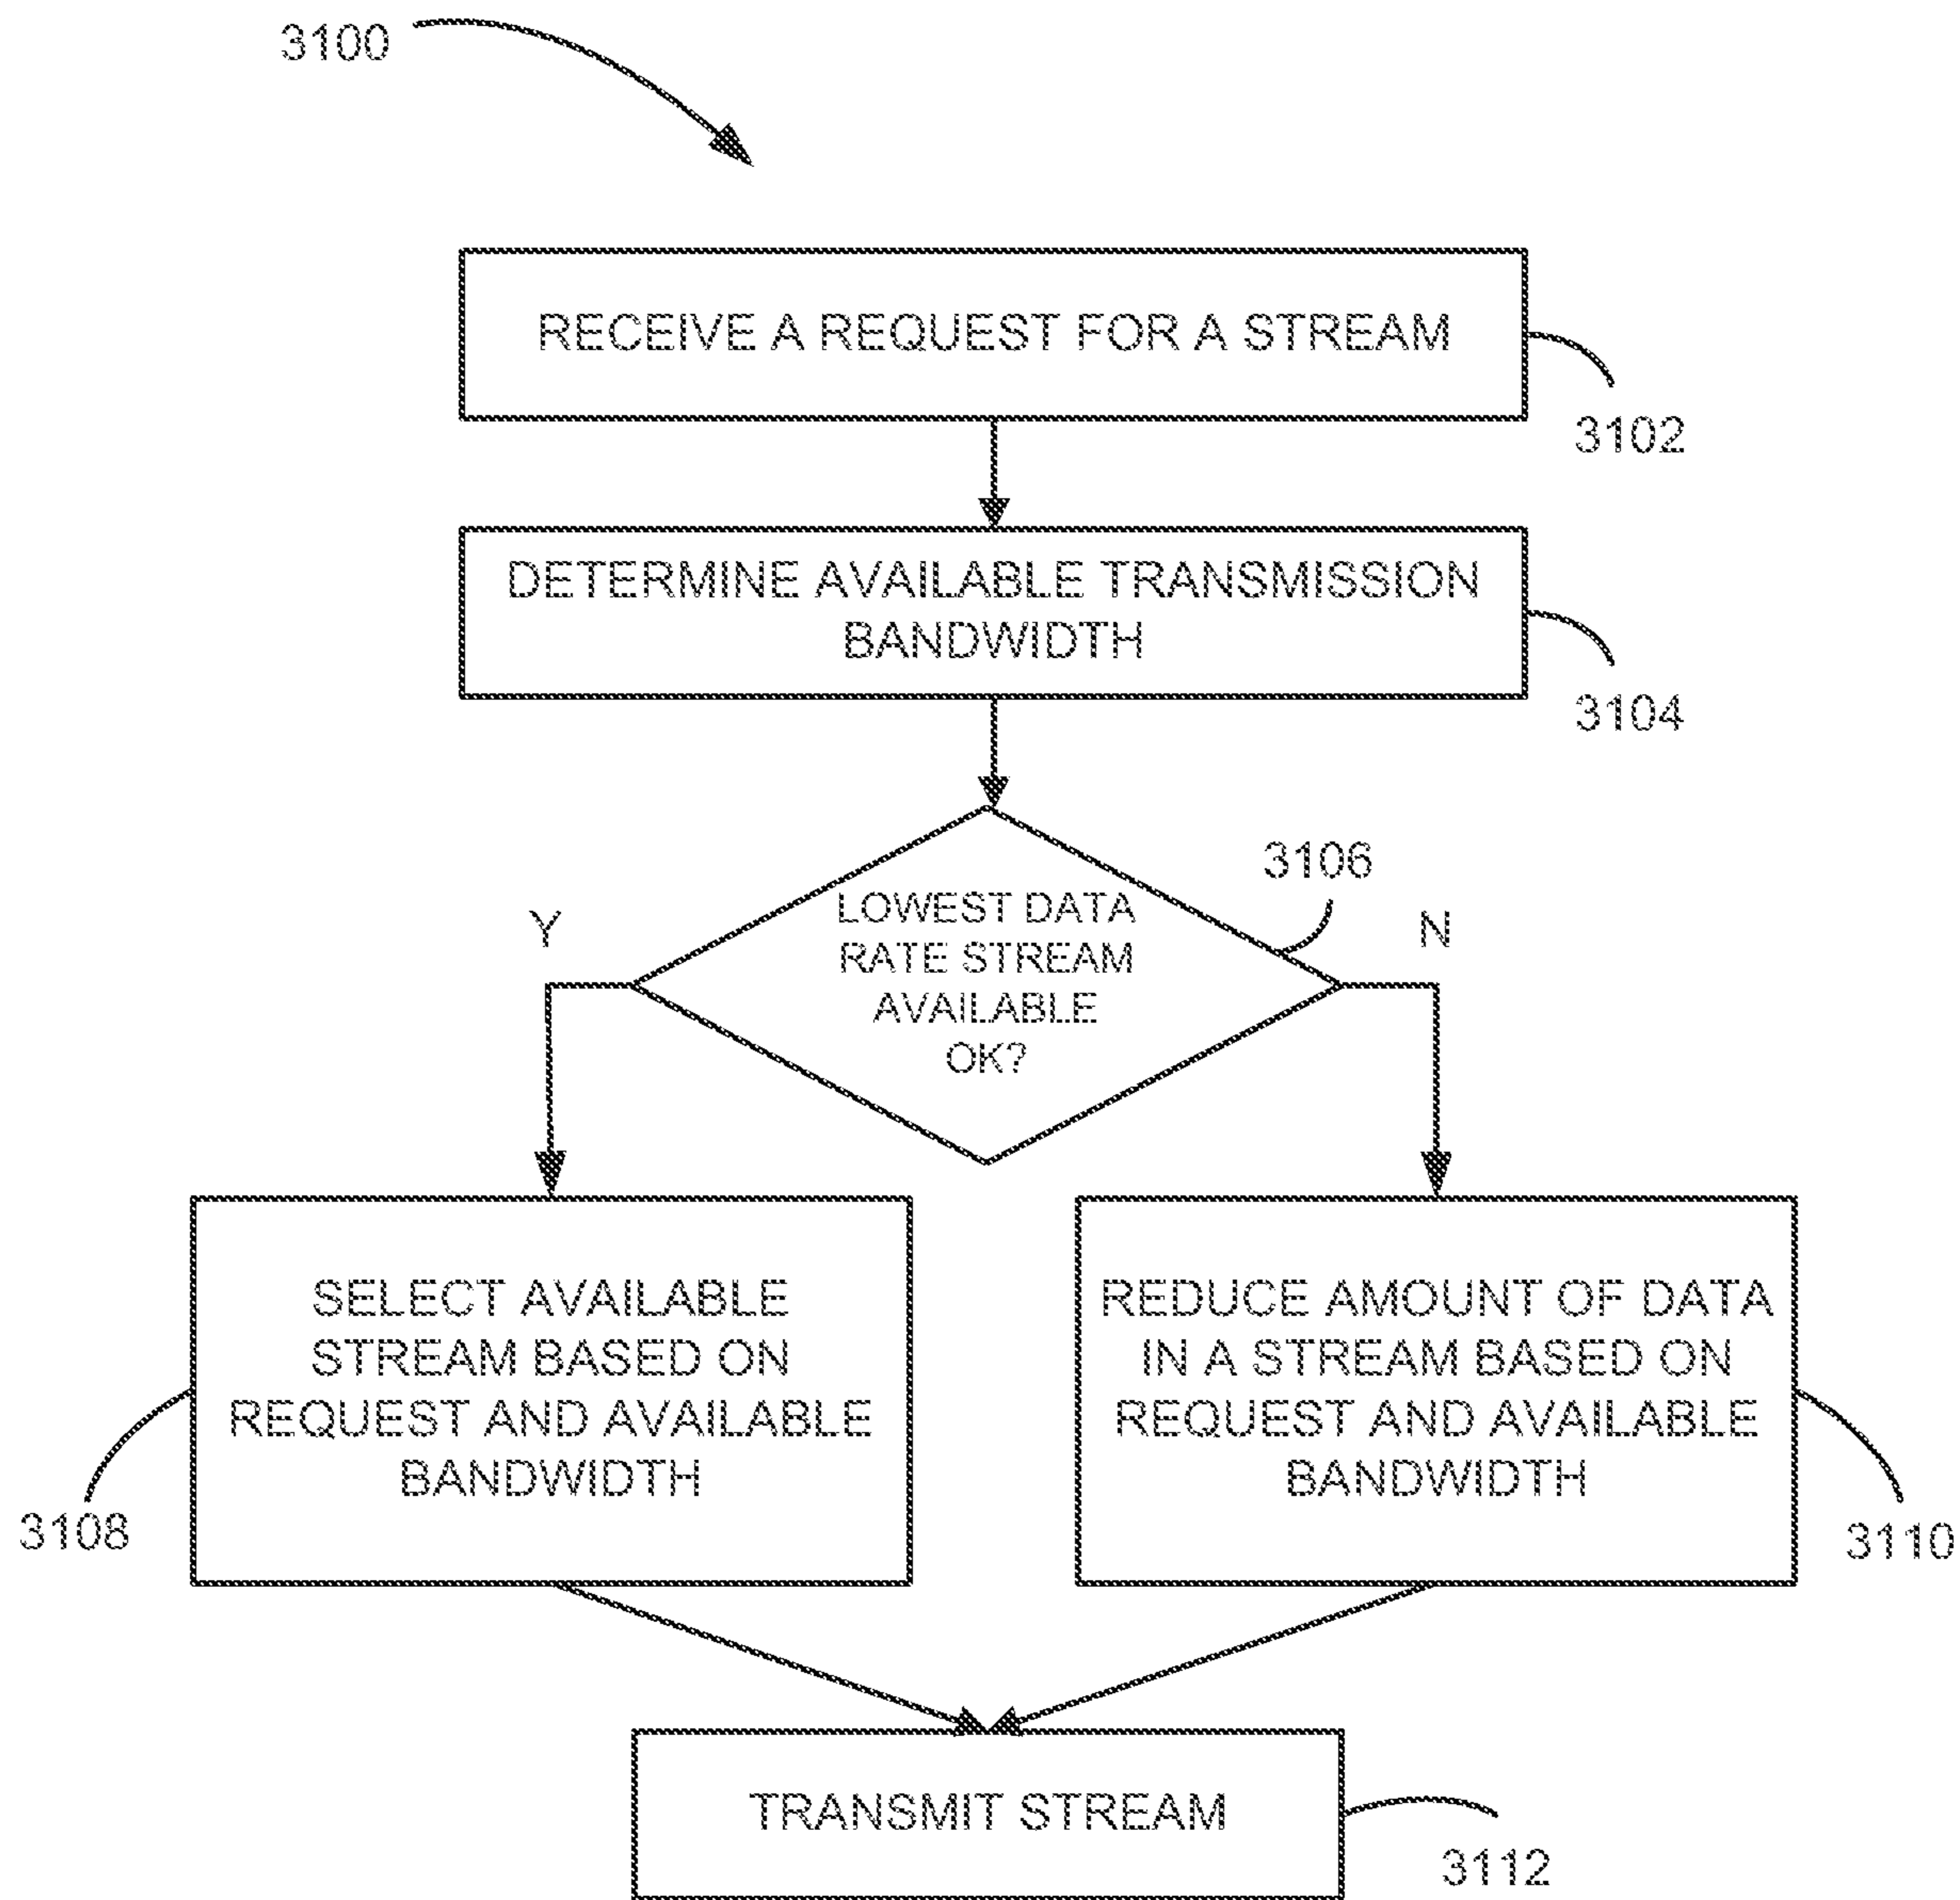 3100
RECEIVE A REQUEST FOR A STREAM
3102
DETERMINE AVAILABLE TRANSMISSION
BANDWIDTH
3104
3106
LOWEST DATA
RATE STREAM
AVAILABLE
OK?
Y
N
SELECT AVAILABLE
STREAM BASED ON
REQUEST AND AVAILABLE
BANDWIDTH
3108
REDUCE AMOUNT OF DATA
IN A STREAM BASED ON
REQUEST AND AVAILABLE
BANDWIDTH
3110
TRANSMIT STREAM
3112